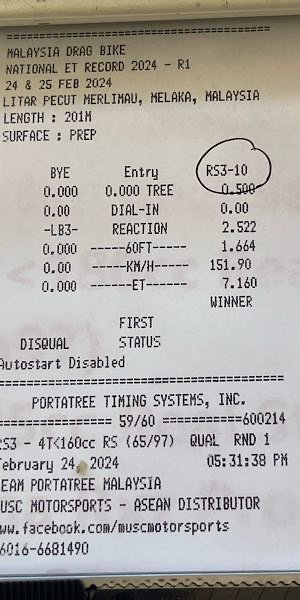 MALAYSIA DRAG BIKE
NATIONAL ET RECORD 2024 - R1
24 & 25 FEB 2024
LITAR PECUT MERLIMAU, MELAKA, MALAYSIA
LENGTH : 201M
SURFACE : PREP
BYE Entry RS3-10
0.000 0.000 TREE 0.500
0.00 DIAL-IN 0.00
-LB3- REACTION 2.522
0.000 ------60FT------ 1.664
0.00 ------KM/H------ 151.90
0.000 -------ET------- 7.160
WINNER
FIRST
DISQUAL STATUS
Autostart Disabled
PORTATREE TIMING SYSTEMS, INC.
================ 59/60 ===========600214
RS3 - 4T<160cc RS (65/97) QUAL RND 1
February 24, 2024 05:31:38 PM
TEAM PORTATREE MALAYSIA
MUSC MOTORSPORTS - ASEAN DISTRIBUTOR
www.facebook.com/muscmotorsports
6016-6681490